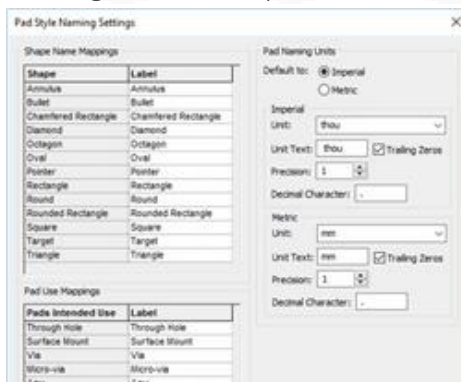 Pad Style Naming Settings
Shape Name Mappings
Shape Label
Annulus Annulus
Bullet Bullet
Chamfered Rectangle Chamfered Rectangle
Diamond Diamond
Octagon Octagon
Oval Oval
Pointer Pointer
Rectangle Rectangle
Round Round
Rounded Rectangle Rounded Rectangle
Square Square
Target Target
Triangle Triangle
Pad Use Mappings
Pads Intended Use Label
Through Hole Through Hole
Surface Mount Surface Mount
Via Via
Micro-via Micro-via
Pad Naming Units
Default to: Imperial
Metric
Imperial
Unit: thou
Unit Text: thou Trailing Zeros
Precision: 1
Decimal Character: .
Metric
Unit: mm
Unit Text: mm Trailing Zeros
Precision: 1
Decimal Character: .